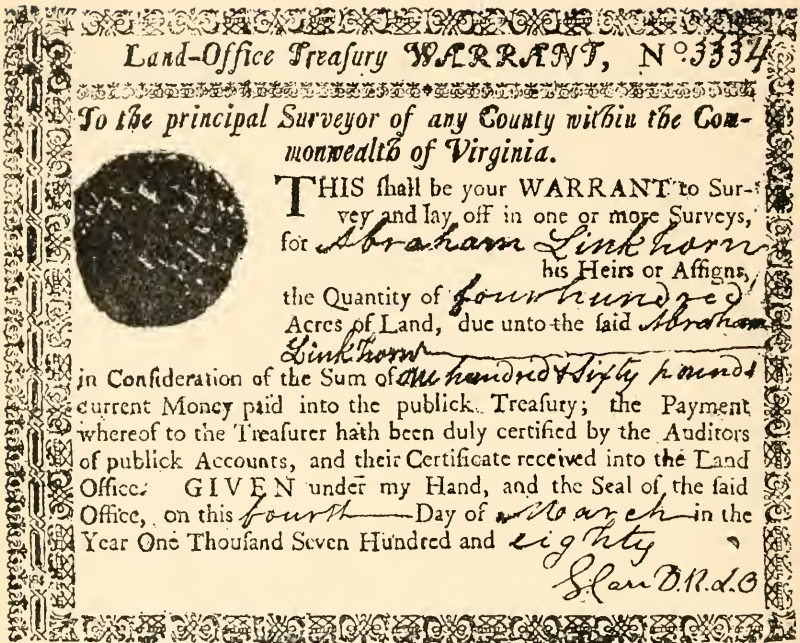 Land-Office Treaſury WARRANT, No. 3334
To the principal Surveyor of any County within the Com-
monwealth of Virginia.
THIS ſhall be your WARRANT to Sur-
vey and lay off in one or more Surveys,
for Abraham Linkhorn
his Heirs or Aſſigns,
the Quantity of four hundred
Acres of Land, due unto the ſaid Abraham
Linkhorn
in Conſideration of the Sum of one hundred & Sixty pounds
current Money paid into the publick Treaſury; the Payment
whereof to the Treaſurer hath been duly certified by the Auditors
of publick Accounts, and their Certificate received into the Land
Office. GIVEN under my Hand, and the Seal of the ſaid
Office, on this fourth Day of March in the
Year One Thouſand Seven Hundred and eighty
S Carr D.R.L.O